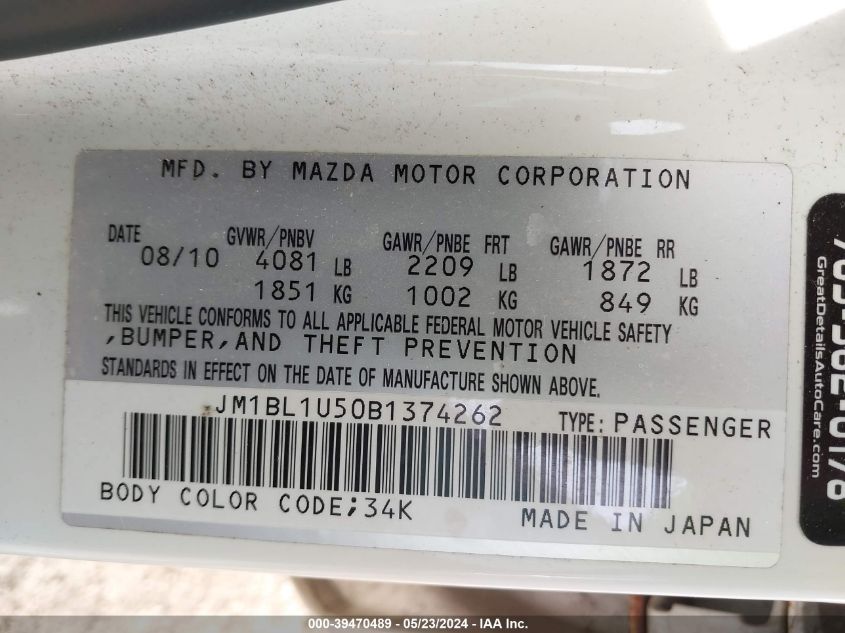 MFD. BY MAZDA MOTOR CORPORATION
DATE GVWR/PNBV GAWR/PNBE FRT GAWR/PNBE RR
08/10 4081 LB 2209 LB 1872 LB
1851 KG 1002 KG 849 KG
THIS VEHICLE CONFORMS TO ALL APPLICABLE FEDERAL MOTOR VEHICLE SAFETY
,BUMPER,AND THEFT PREVENTION
STANDARDS IN EFFECT ON THE DATE OF MANUFACTURE SHOWN ABOVE.
JM1BL1U50B1374262 TYPE: PASSENGER
BODY COLOR CODE;34K
MADE IN JAPAN
GreatDetailsAutoCare.com
000-39470489 - 05/23/2024 - IAA Inc.